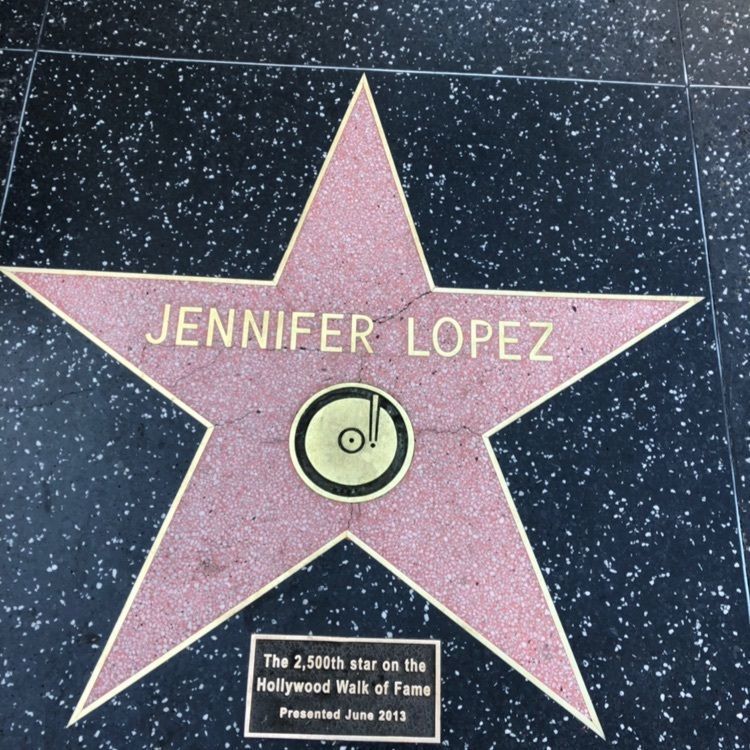 JENNIFER LOPEZ
The 2,500th star on the
Hollywood Walk of Fame
Presented June 2013